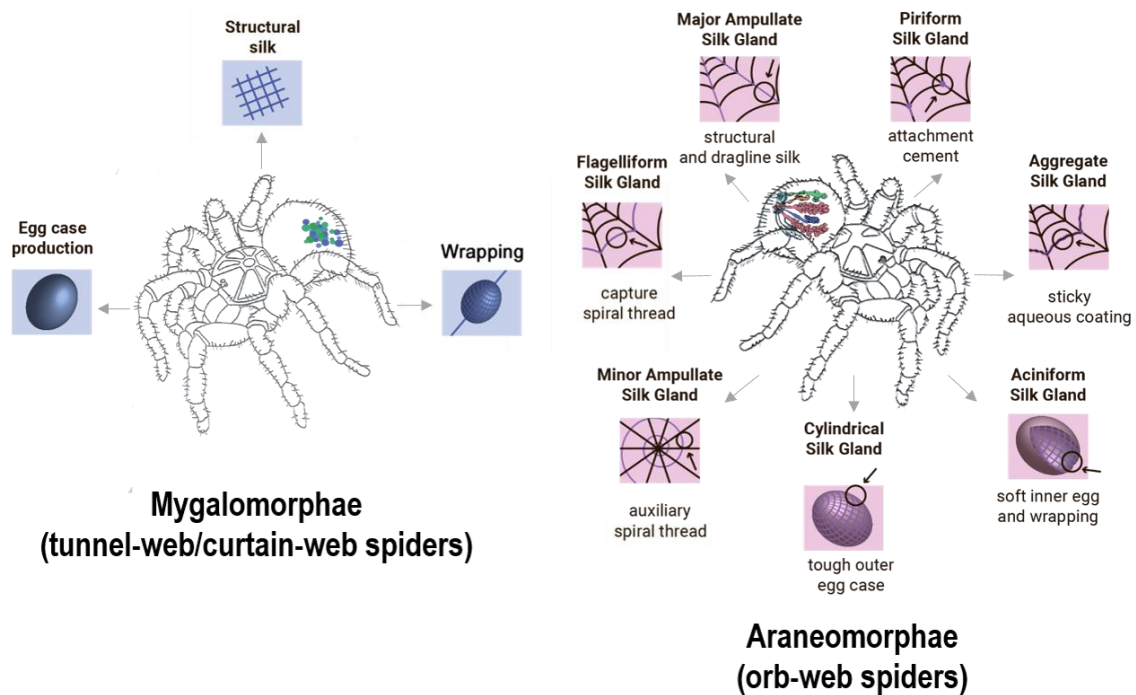 Structural
silk
Egg case
production
Wrapping
Mygalomorphae
(tunnel-web/curtain-web spiders)
Major Ampullate
Silk Gland
structural
and dragline silk
Piriform
Silk Gland
attachment
cement
Flagelliform
Silk Gland
capture
spiral thread
Aggregate
Silk Gland
sticky
aqueous coating
Minor Ampullate
Silk Gland
auxiliary
spiral thread
Cylindrical
Silk Gland
tough outer
egg case
Aciniform
Silk Gland
soft inner egg
and wrapping
Araneomorphae
(orb-web spiders)